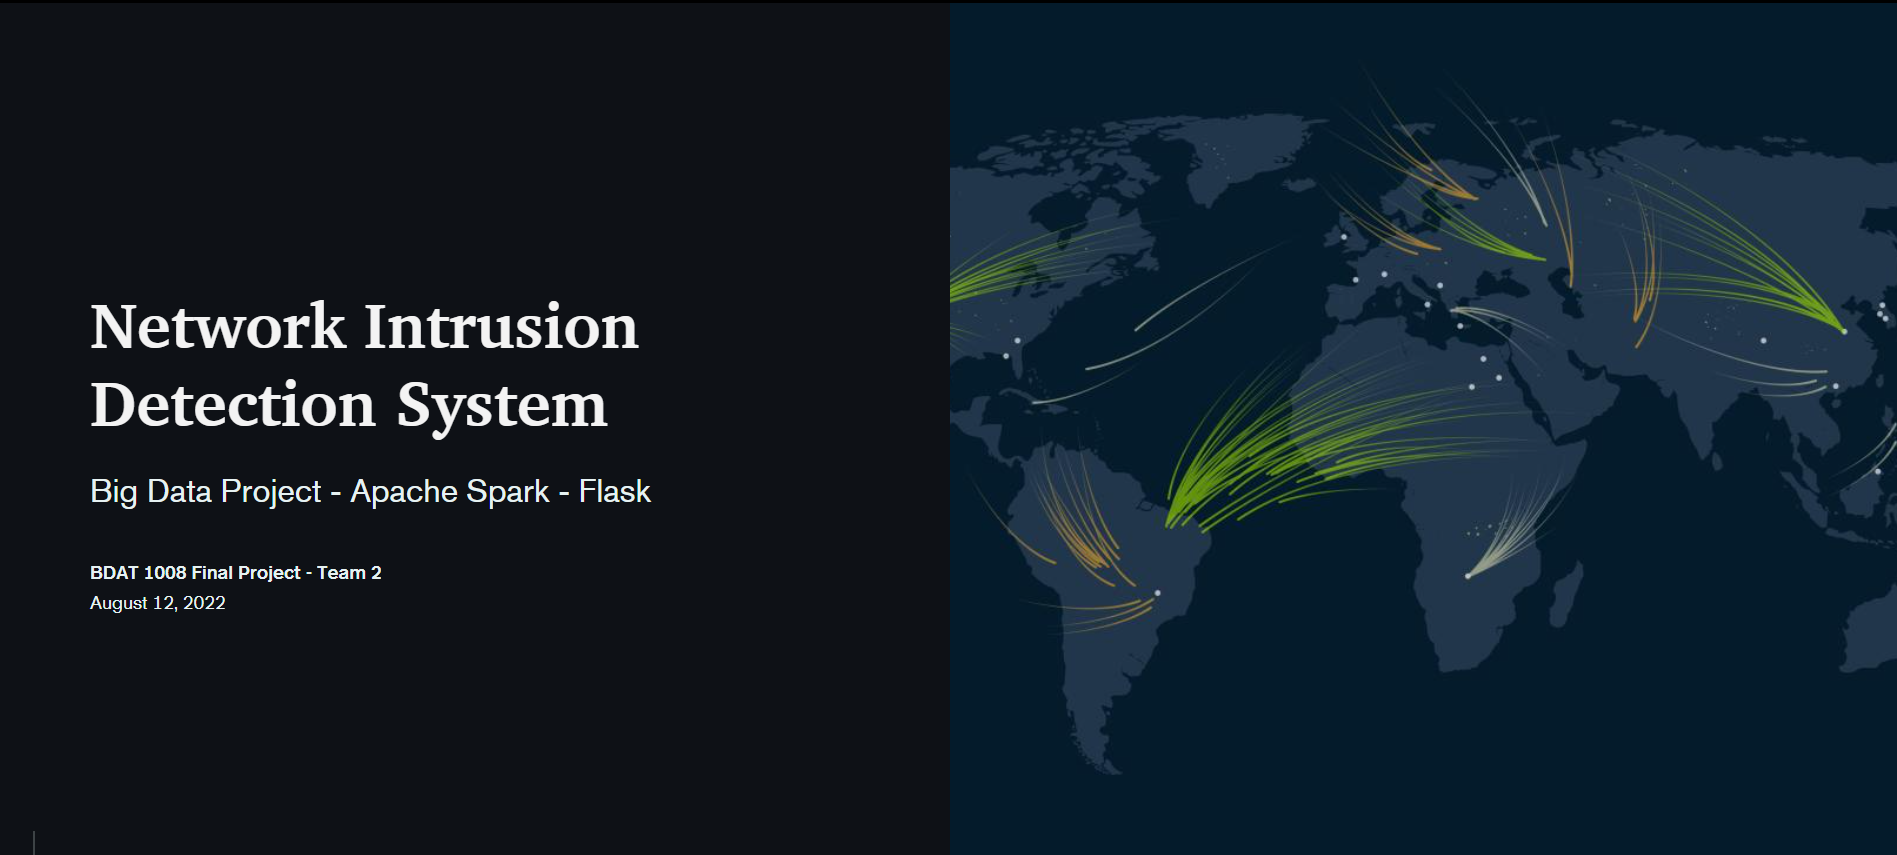 Network Intrusion
Detection System
Big Data Project - Apache Spark - Flask
BDAT 1008 Final Project - Team 2
August 12, 2022